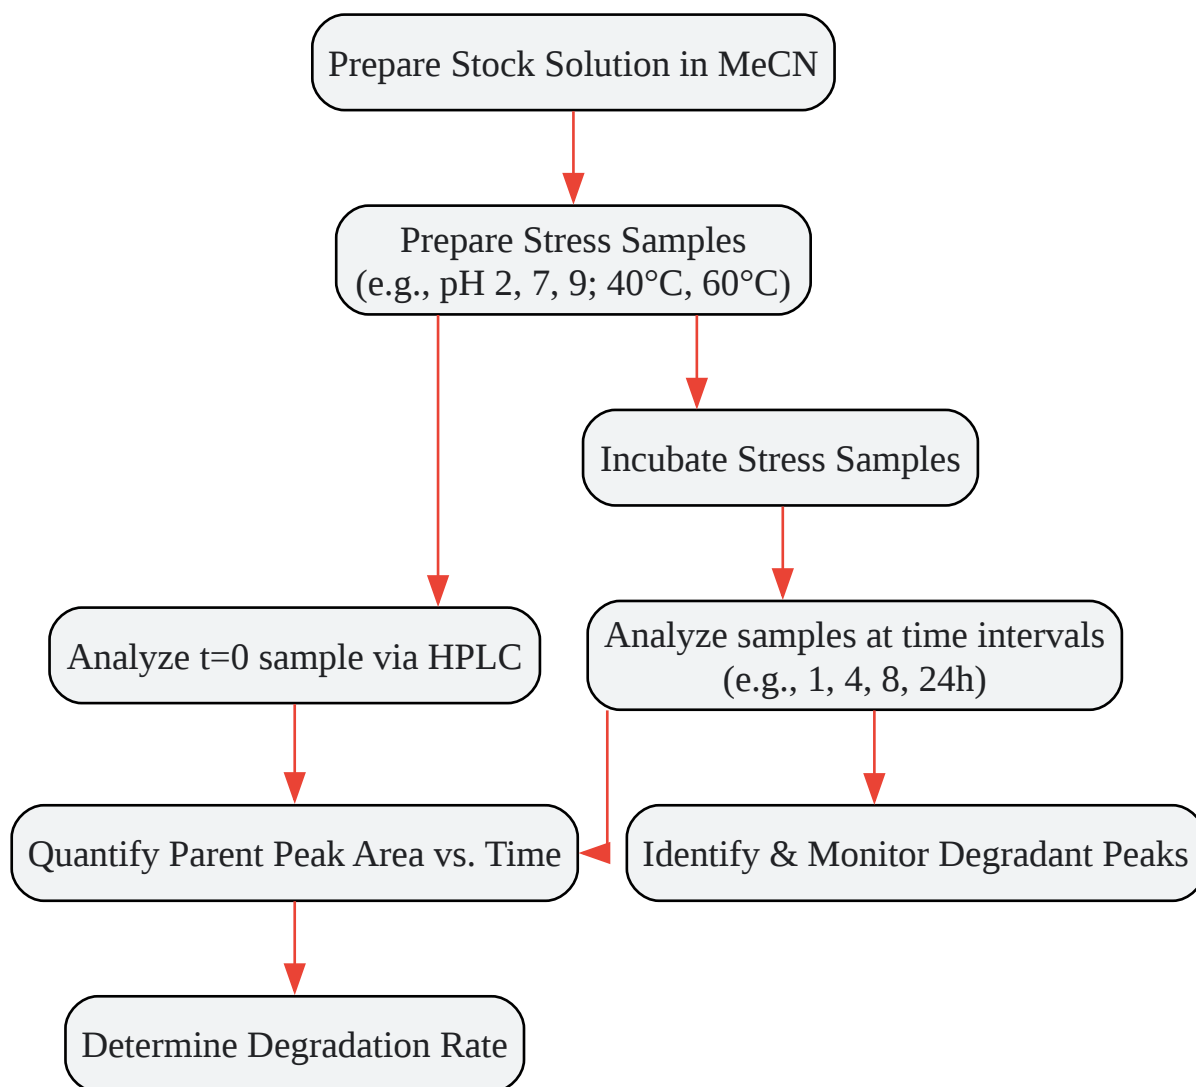 Prepare Stock Solution in MeCN
Prepare Stress Samples
(e.g., pH 2, 7, 9; 40°C, 60°C)
Incubate Stress Samples
Analyze t=0 sample via HPLC
Analyze samples at time intervals
(e.g., 1, 4, 8, 24h)
Quantify Parent Peak Area vs. Time
Identify & Monitor Degradant Peaks
Determine Degradation Rate